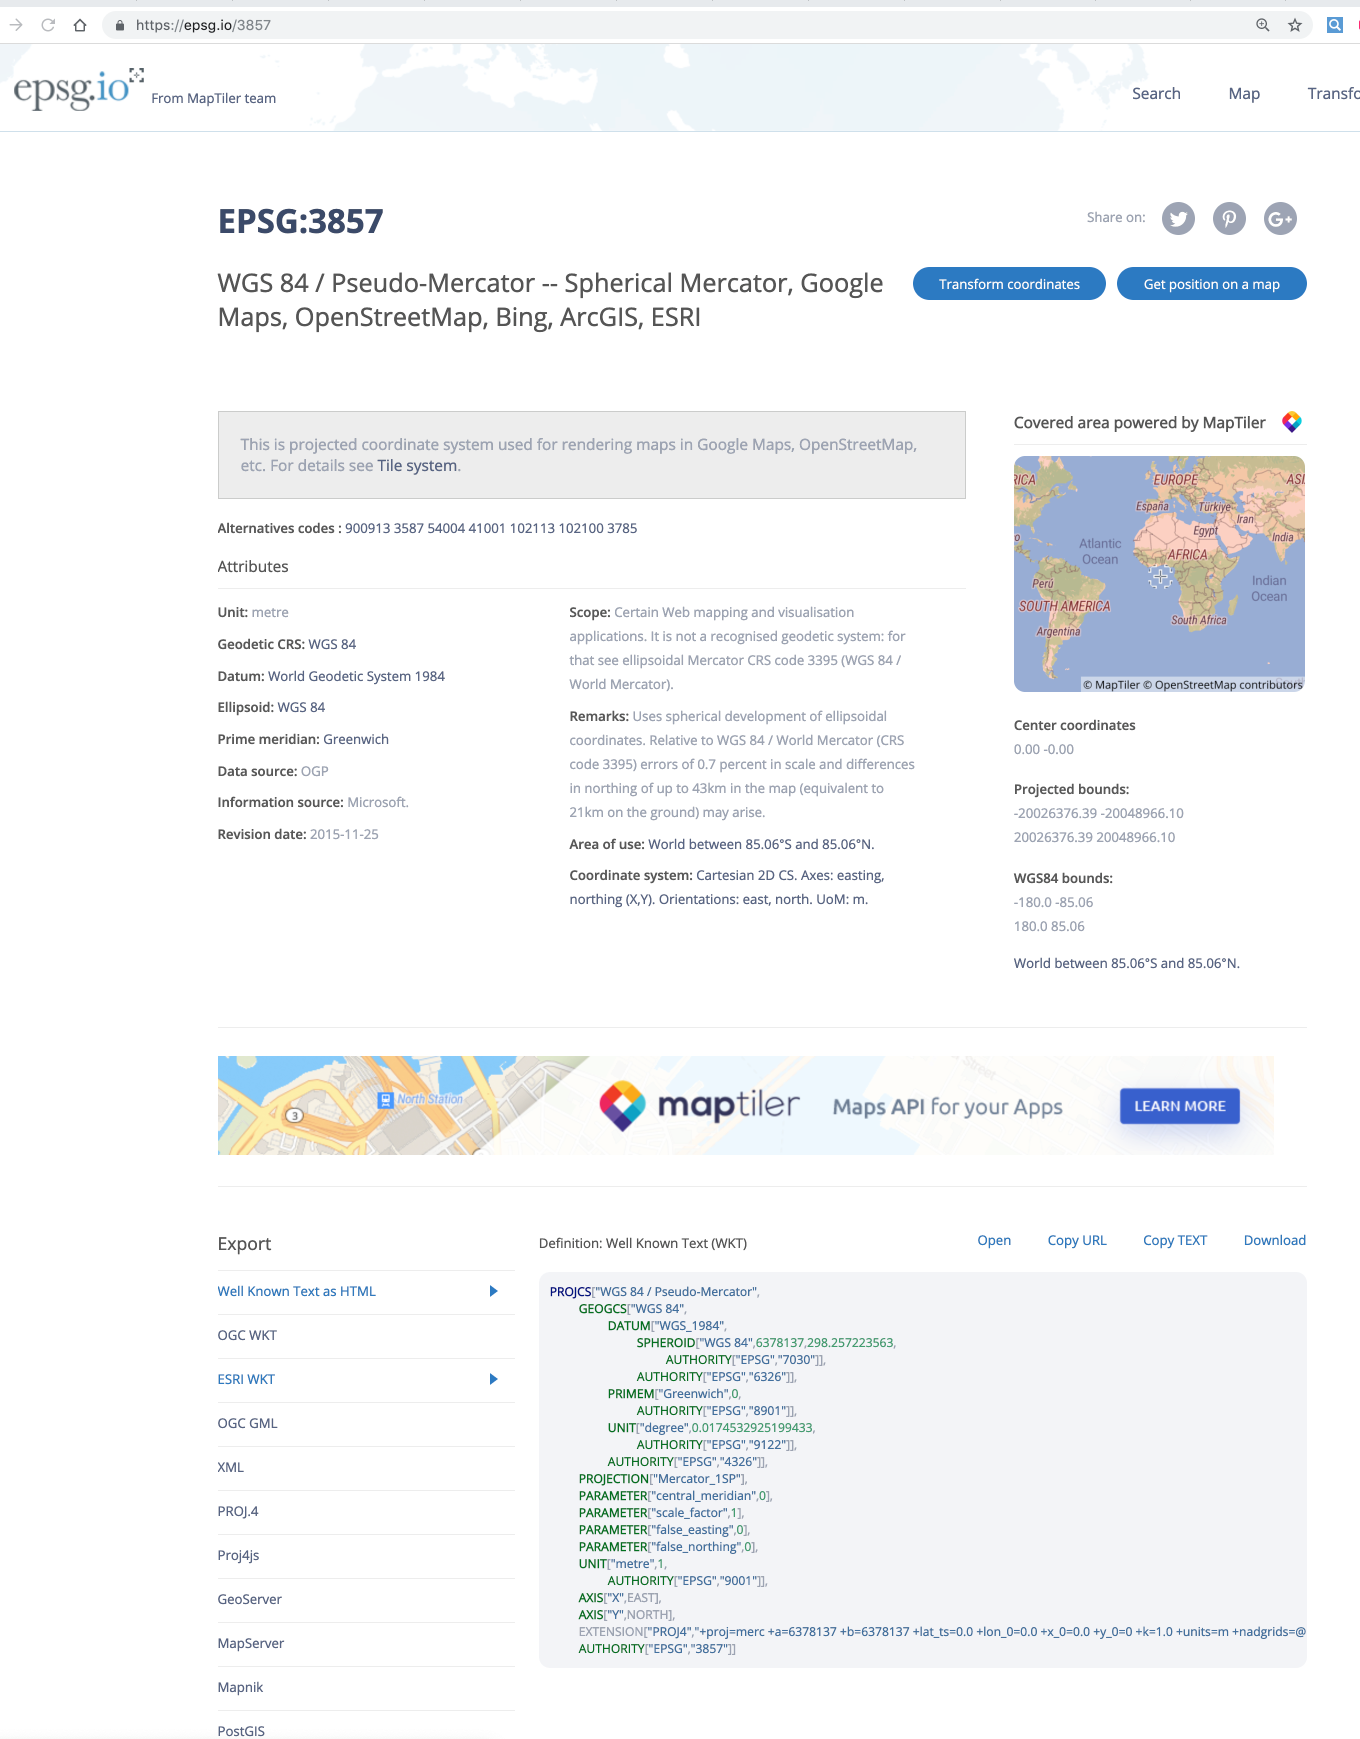 https://epsg.io/3857
epsg.io From MapTiler team
Search Map Transfo
EPSG:3857
Share on:
WGS 84 / Pseudo-Mercator -- Spherical Mercator, Google
Maps, OpenStreetMap, Bing, ArcGIS, ESRI
Transform coordinates
Get position on a map
This is projected coordinate system used for rendering maps in Google Maps, OpenStreetMap,
etc. For details see Tile system.
Alternatives codes : 900913 3587 54004 41001 102113 102100 3785
Attributes
Unit: metre
Geodetic CRS: WGS 84
Datum: World Geodetic System 1984
Ellipsoid: WGS 84
Prime meridian: Greenwich
Data source: OGP
Information source: Microsoft.
Revision date: 2015-11-25
Scope: Certain Web mapping and visualisation
applications. It is not a recognised geodetic system: for
that see ellipsoidal Mercator CRS code 3395 (WGS 84 /
World Mercator).
Remarks: Uses spherical development of ellipsoidal
coordinates. Relative to WGS 84 / World Mercator (CRS
code 3395) errors of 0.7 percent in scale and differences
in northing of up to 43km in the map (equivalent to
21km on the ground) may arise.
Area of use: World between 85.06°S and 85.06°N.
Coordinate system: Cartesian 2D CS. Axes: easting,
northing (X,Y). Orientations: east, north. UoM: m.
Covered area powered by MapTiler
RICA
EUROPE
ASI
España
Türkiye
Iran
Egypt
India
Atlantic
Ocean
AFRICA
Indian
Ocean
Perú
SOUTH AMERICA
South Africa
Argentina
© MapTiler © OpenStreetMap contributors
Center coordinates
0.00 -0.00
Projected bounds:
-20026376.39 -20048966.10
20026376.39 20048966.10
WGS84 bounds:
-180.0 -85.06
180.0 85.06
World between 85.06°S and 85.06°N.
3
North Station
maptiler
Maps API for your Apps
LEARN MORE
Export
Well Known Text as HTML
OGC WKT
ESRI WKT
OGC GML
XML
PROJ.4
Proj4js
GeoServer
MapServer
Mapnik
PostGIS
Definition: Well Known Text (WKT)
Open Copy URL Copy TEXT Download
PROJCS["WGS 84 / Pseudo-Mercator",
GEOGCS["WGS 84",
DATUM["WGS_1984",
SPHEROID["WGS 84",6378137,298.257223563,
AUTHORITY["EPSG","7030"]],
AUTHORITY["EPSG","6326"]],
PRIMEM["Greenwich",0,
AUTHORITY["EPSG","8901"]],
UNIT["degree",0.0174532925199433,
AUTHORITY["EPSG","9122"]],
AUTHORITY["EPSG","4326"]],
PROJECTION["Mercator_1SP"],
PARAMETER["central_meridian",0],
PARAMETER["scale_factor",1],
PARAMETER["false_easting",0],
PARAMETER["false_northing",0],
UNIT["metre",1,
AUTHORITY["EPSG","9001"]],
AXIS["X",EAST],
AXIS["Y",NORTH],
EXTENSION["PROJ4","+proj=merc +a=6378137 +b=6378137 +lat_ts=0.0 +lon_0=0.0 +x_0=0.0 +y_0=0 +k=1.0 +units=m +nadgrids=@
AUTHORITY["EPSG","3857"]]